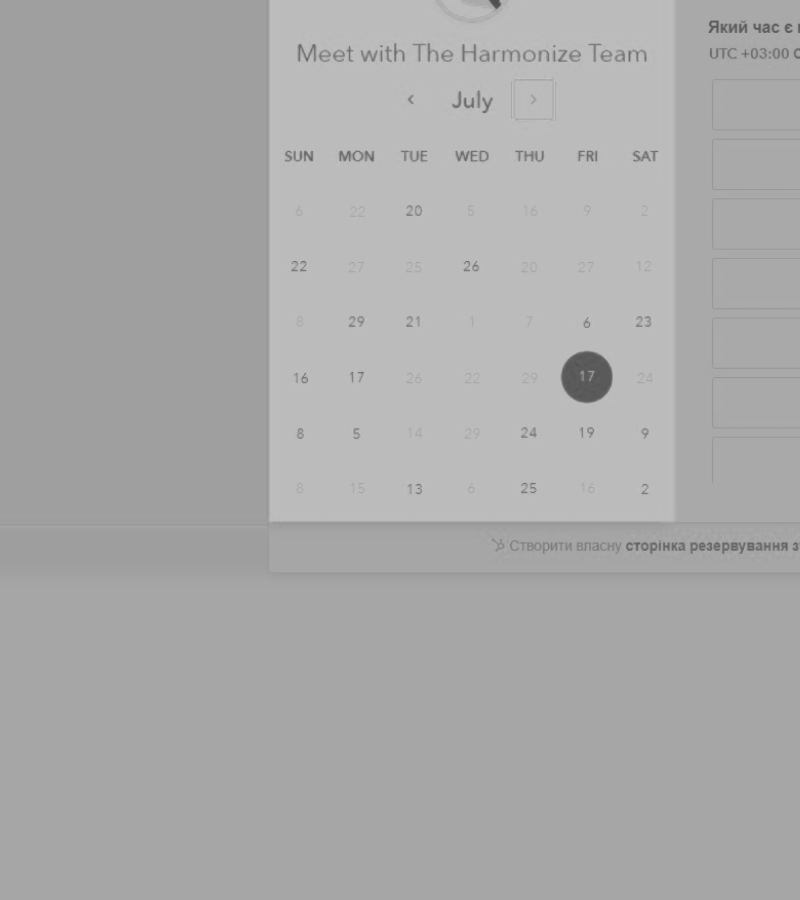 Який час є
UTC +03:00
Meet with The Harmonize Team
‹ July ›
SUN MON TUE WED THU FRI SAT
6 22 20 5 16 9 2
22 27 25 26 20 27 12
8 29 21 1 7 6 23
16 17 26 22 29 17 24
8 5 14 29 24 19 9
8 15 13 6 25 16 2
Створити власну сторінка резервування